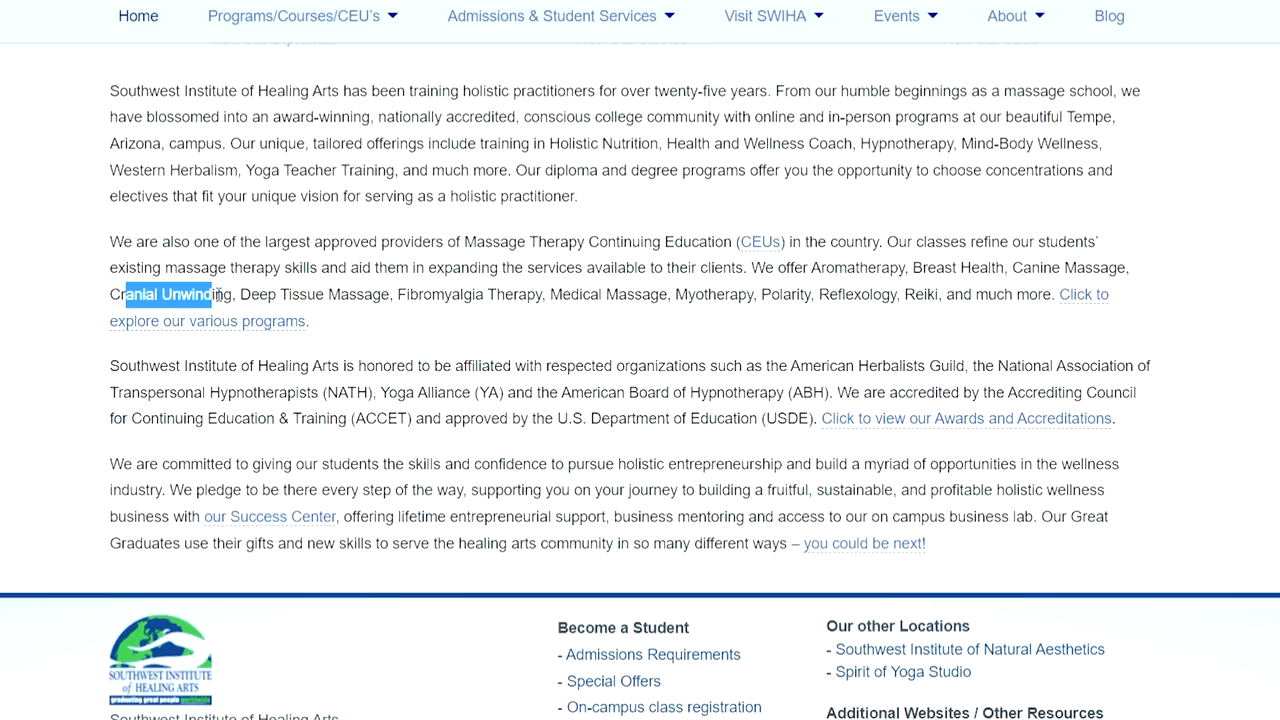 Home Programs/Courses/CEU's Admissions & Student Services Visit SWIHA Events About Blog
Southwest Institute of Healing Arts has been training holistic practitioners for over twenty-five years. From our humble beginnings as a massage school, we
have blossomed into an award-winning, nationally accredited, conscious college community with online and in-person programs at our beautiful Tempe,
Arizona, campus. Our unique, tailored offerings include training in Holistic Nutrition, Health and Wellness Coach, Hypnotherapy, Mind-Body Wellness,
Western Herbalism, Yoga Teacher Training, and much more. Our diploma and degree programs offer you the opportunity to choose concentrations and
electives that fit your unique vision for serving as a holistic practitioner.
We are also one of the largest approved providers of Massage Therapy Continuing Education (CEUs) in the country. Our classes refine our students'
existing massage therapy skills and aid them in expanding the services available to their clients. We offer Aromatherapy, Breast Health, Canine Massage,
Cranial Unwinding, Deep Tissue Massage, Fibromyalgia Therapy, Medical Massage, Myotherapy, Polarity, Reflexology, Reiki, and much more. Click to
explore our various programs.
Southwest Institute of Healing Arts is honored to be affiliated with respected organizations such as the American Herbalists Guild, the National Association of
Transpersonal Hypnotherapists (NATH), Yoga Alliance (YA) and the American Board of Hypnotherapy (ABH). We are accredited by the Accrediting Council
for Continuing Education & Training (ACCET) and approved by the U.S. Department of Education (USDE). Click to view our Awards and Accreditations.
We are committed to giving our students the skills and confidence to pursue holistic entrepreneurship and build a myriad of opportunities in the wellness
industry. We pledge to be there every step of the way, supporting you on your journey to building a fruitful, sustainable, and profitable holistic wellness
business with our Success Center, offering lifetime entrepreneurial support, business mentoring and access to our on campus business lab. Our Great
Graduates use their gifts and new skills to serve the healing arts community in so many different ways – you could be next!
SOUTHWEST INSTITUTE
of HEALING ARTS
graduating great people worldwide
Southwest Institute of Healing Arts
Become a Student
- Admissions Requirements
- Special Offers
- On-campus class registration
Our other Locations
- Southwest Institute of Natural Aesthetics
- Spirit of Yoga Studio
Additional Websites / Other Resources